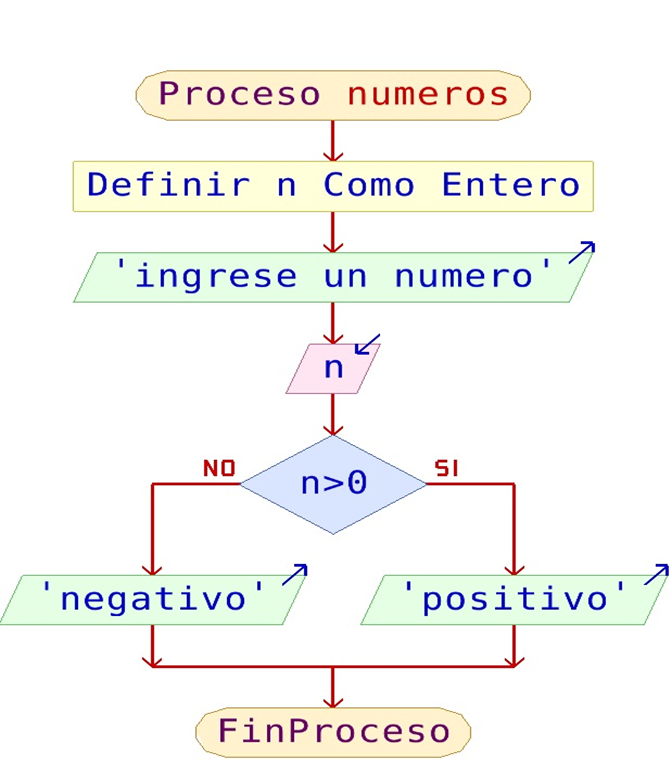 Proceso numeros
Definir n Como Entero
'ingrese un numero'
n
n>0
NO
SI
'negativo'
'positivo'
FinProceso